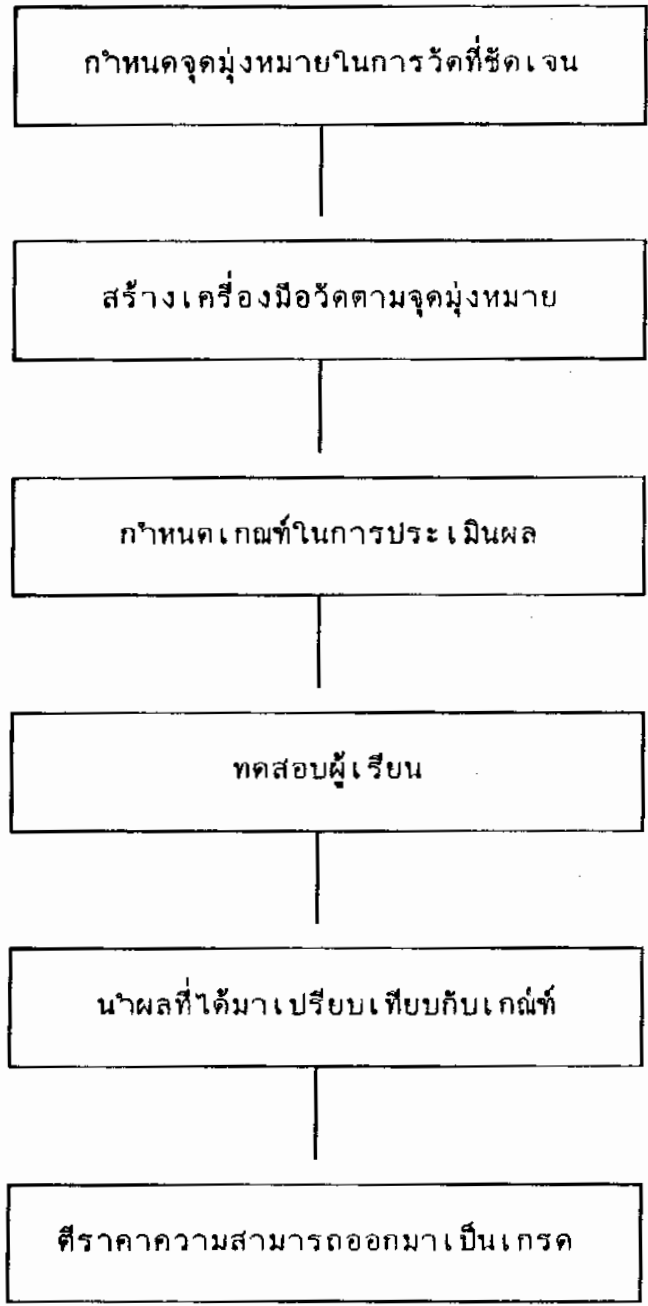 กำหนดจุดมุ่งหมายในการวัดที่ชัดเจน
สร้างเครื่องมือวัดตามจุดมุ่งหมาย
กำหนดเกณฑ์ในการประเมินผล
ทดสอบผู้เรียน
นำผลที่ได้มาเปรียบเทียบกับเกณ์ฑ์
ตีราคาความสามารถออกมาเป็นเกรด